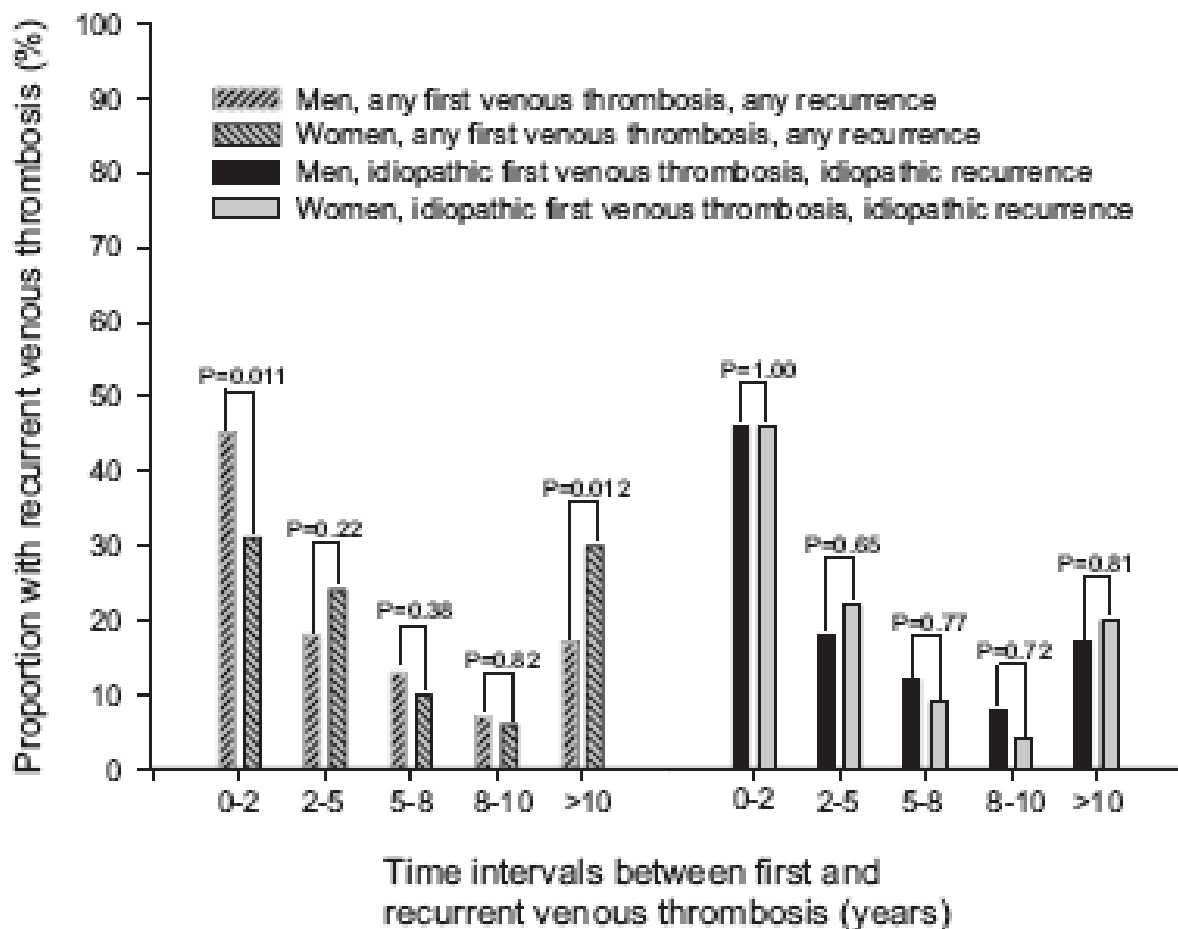 Proportion with recurrent venous thrombosis (%)
100
90
80
70
60
50
40
30
20
10
0
Men, any first venous thrombosis, any recurrence
Women, any first venous thrombosis, any recurrence
Men, idiopathic first venous thrombosis, idiopathic recurrence
Women, idiopathic first venous thrombosis, idiopathic recurrence
P=0.011
P=0.22
P=0.38
P=0.82
P=0.012
P=1.00
P=0.65
P=0.77
P=0.72
P=0.81
0-2 2-5 5-8 8-10 >10 0-2 2-5 5-8 8-10 >10
Time intervals between first and
recurrent venous thrombosis (years)